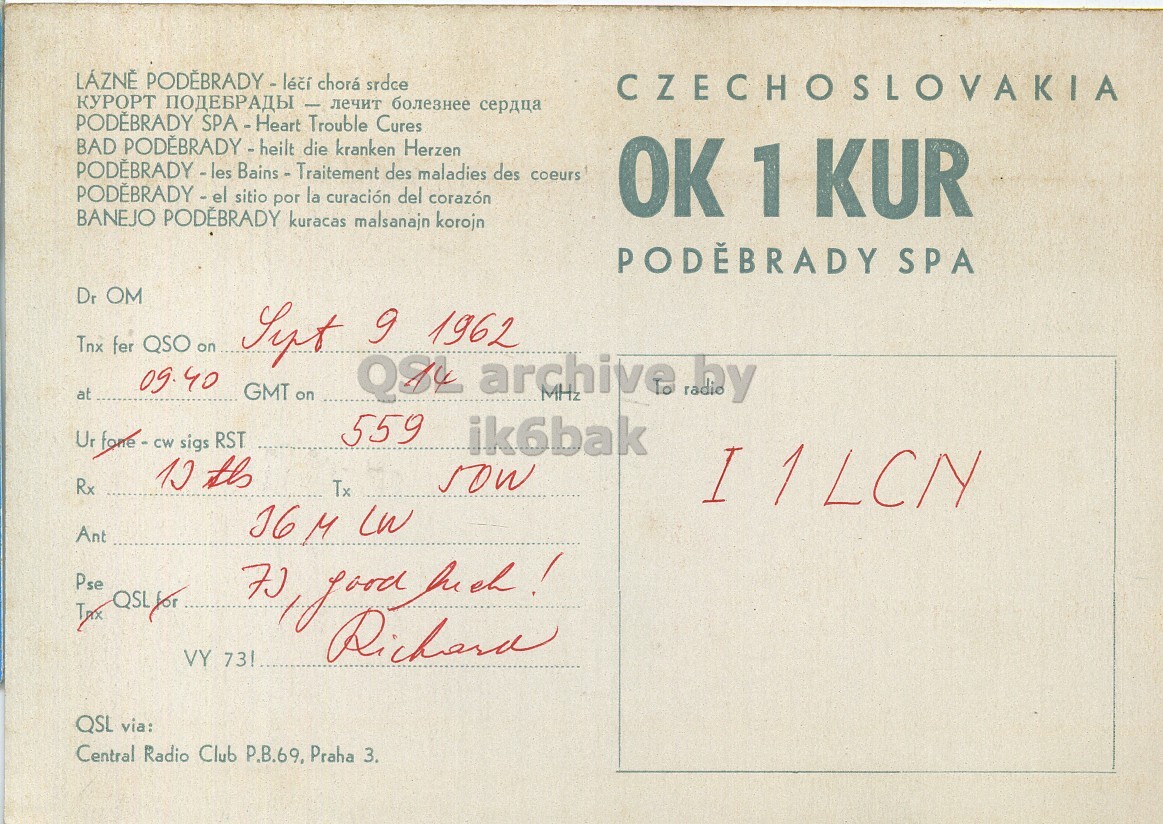 LÁZNĚ PODĚBRADY - léčí chorá srdce
КУРОРТ ПОДЕБРАДЫ — лечит болезнее сердца
PODĚBRADY SPA - Heart Trouble Cures
BAD PODĚBRADY - heilt die kranken Herzen
PODĚBRADY - les Bains - Traitement des maladies des coeurs
PODĚBRADY - el sitio por la curación del corazón
BANEJO PODĚBRADY kuracas malsanajn korojn
CZECHOSLOVAKIA
OK 1 KUR
PODĚBRADY SPA
Dr OM
Tnx fer QSO on Sept 9 1962
at 09.40 GMT on 14 MHz
Ur fone - cw sigs RST 559
Rx 13 tbs Tx 50W
Ant 36 M LW
Pse
Tnx QSL for 73, good luck!
VY 73! Richard
QSL via:
Central Radio Club P.B.69, Praha 3.
To radio
I 1 LCN
QSL archive by
ik6bak